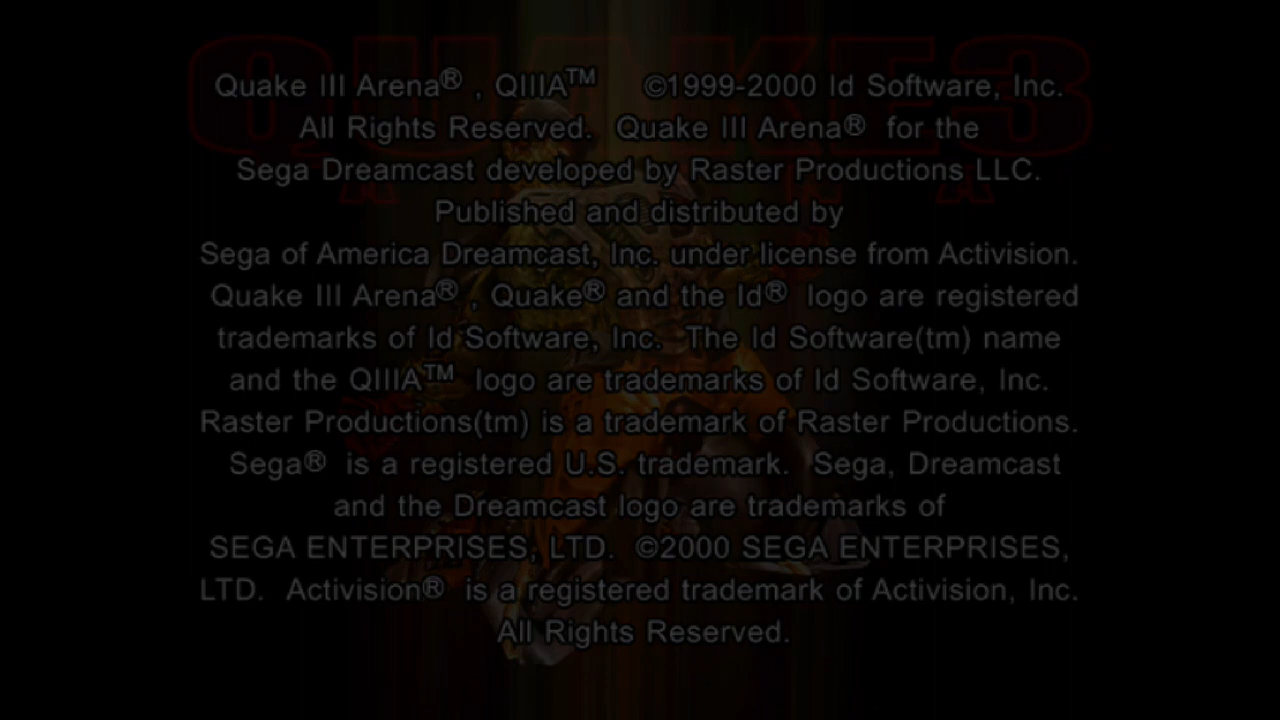 QUAKE3
ARENA
Quake III Arena® , QIIIA™ ©1999-2000 Id Software, Inc.
All Rights Reserved. Quake III Arena® for the
Sega Dreamcast developed by Raster Productions LLC.
Published and distributed by
Sega of America Dreamcast, Inc. under license from Activision.
Quake III Arena® , Quake® and the Id® logo are registered
trademarks of Id Software, Inc. The Id Software(tm) name
and the QIIIA™ logo are trademarks of Id Software, Inc.
Raster Productions(tm) is a trademark of Raster Productions.
Sega® is a registered U.S. trademark. Sega, Dreamcast
and the Dreamcast logo are trademarks of
SEGA ENTERPRISES, LTD. ©2000 SEGA ENTERPRISES,
LTD. Activision® is a registered trademark of Activision, Inc.
All Rights Reserved.